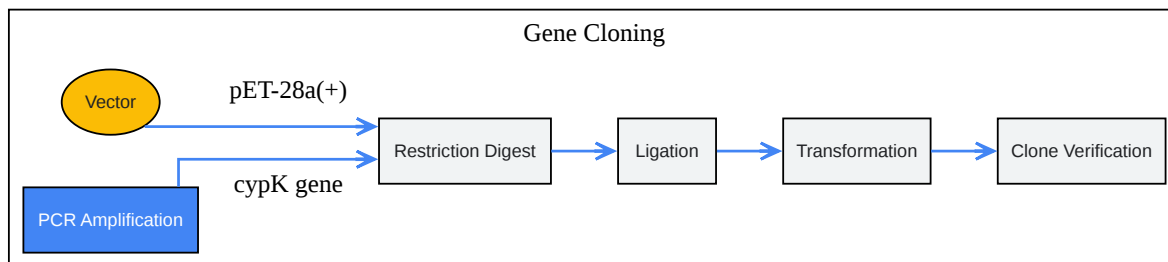 Gene Cloning
Vector
pET-28a(+)
Restriction Digest
Ligation
Transformation
Clone Verification
cypK gene
PCR Amplification